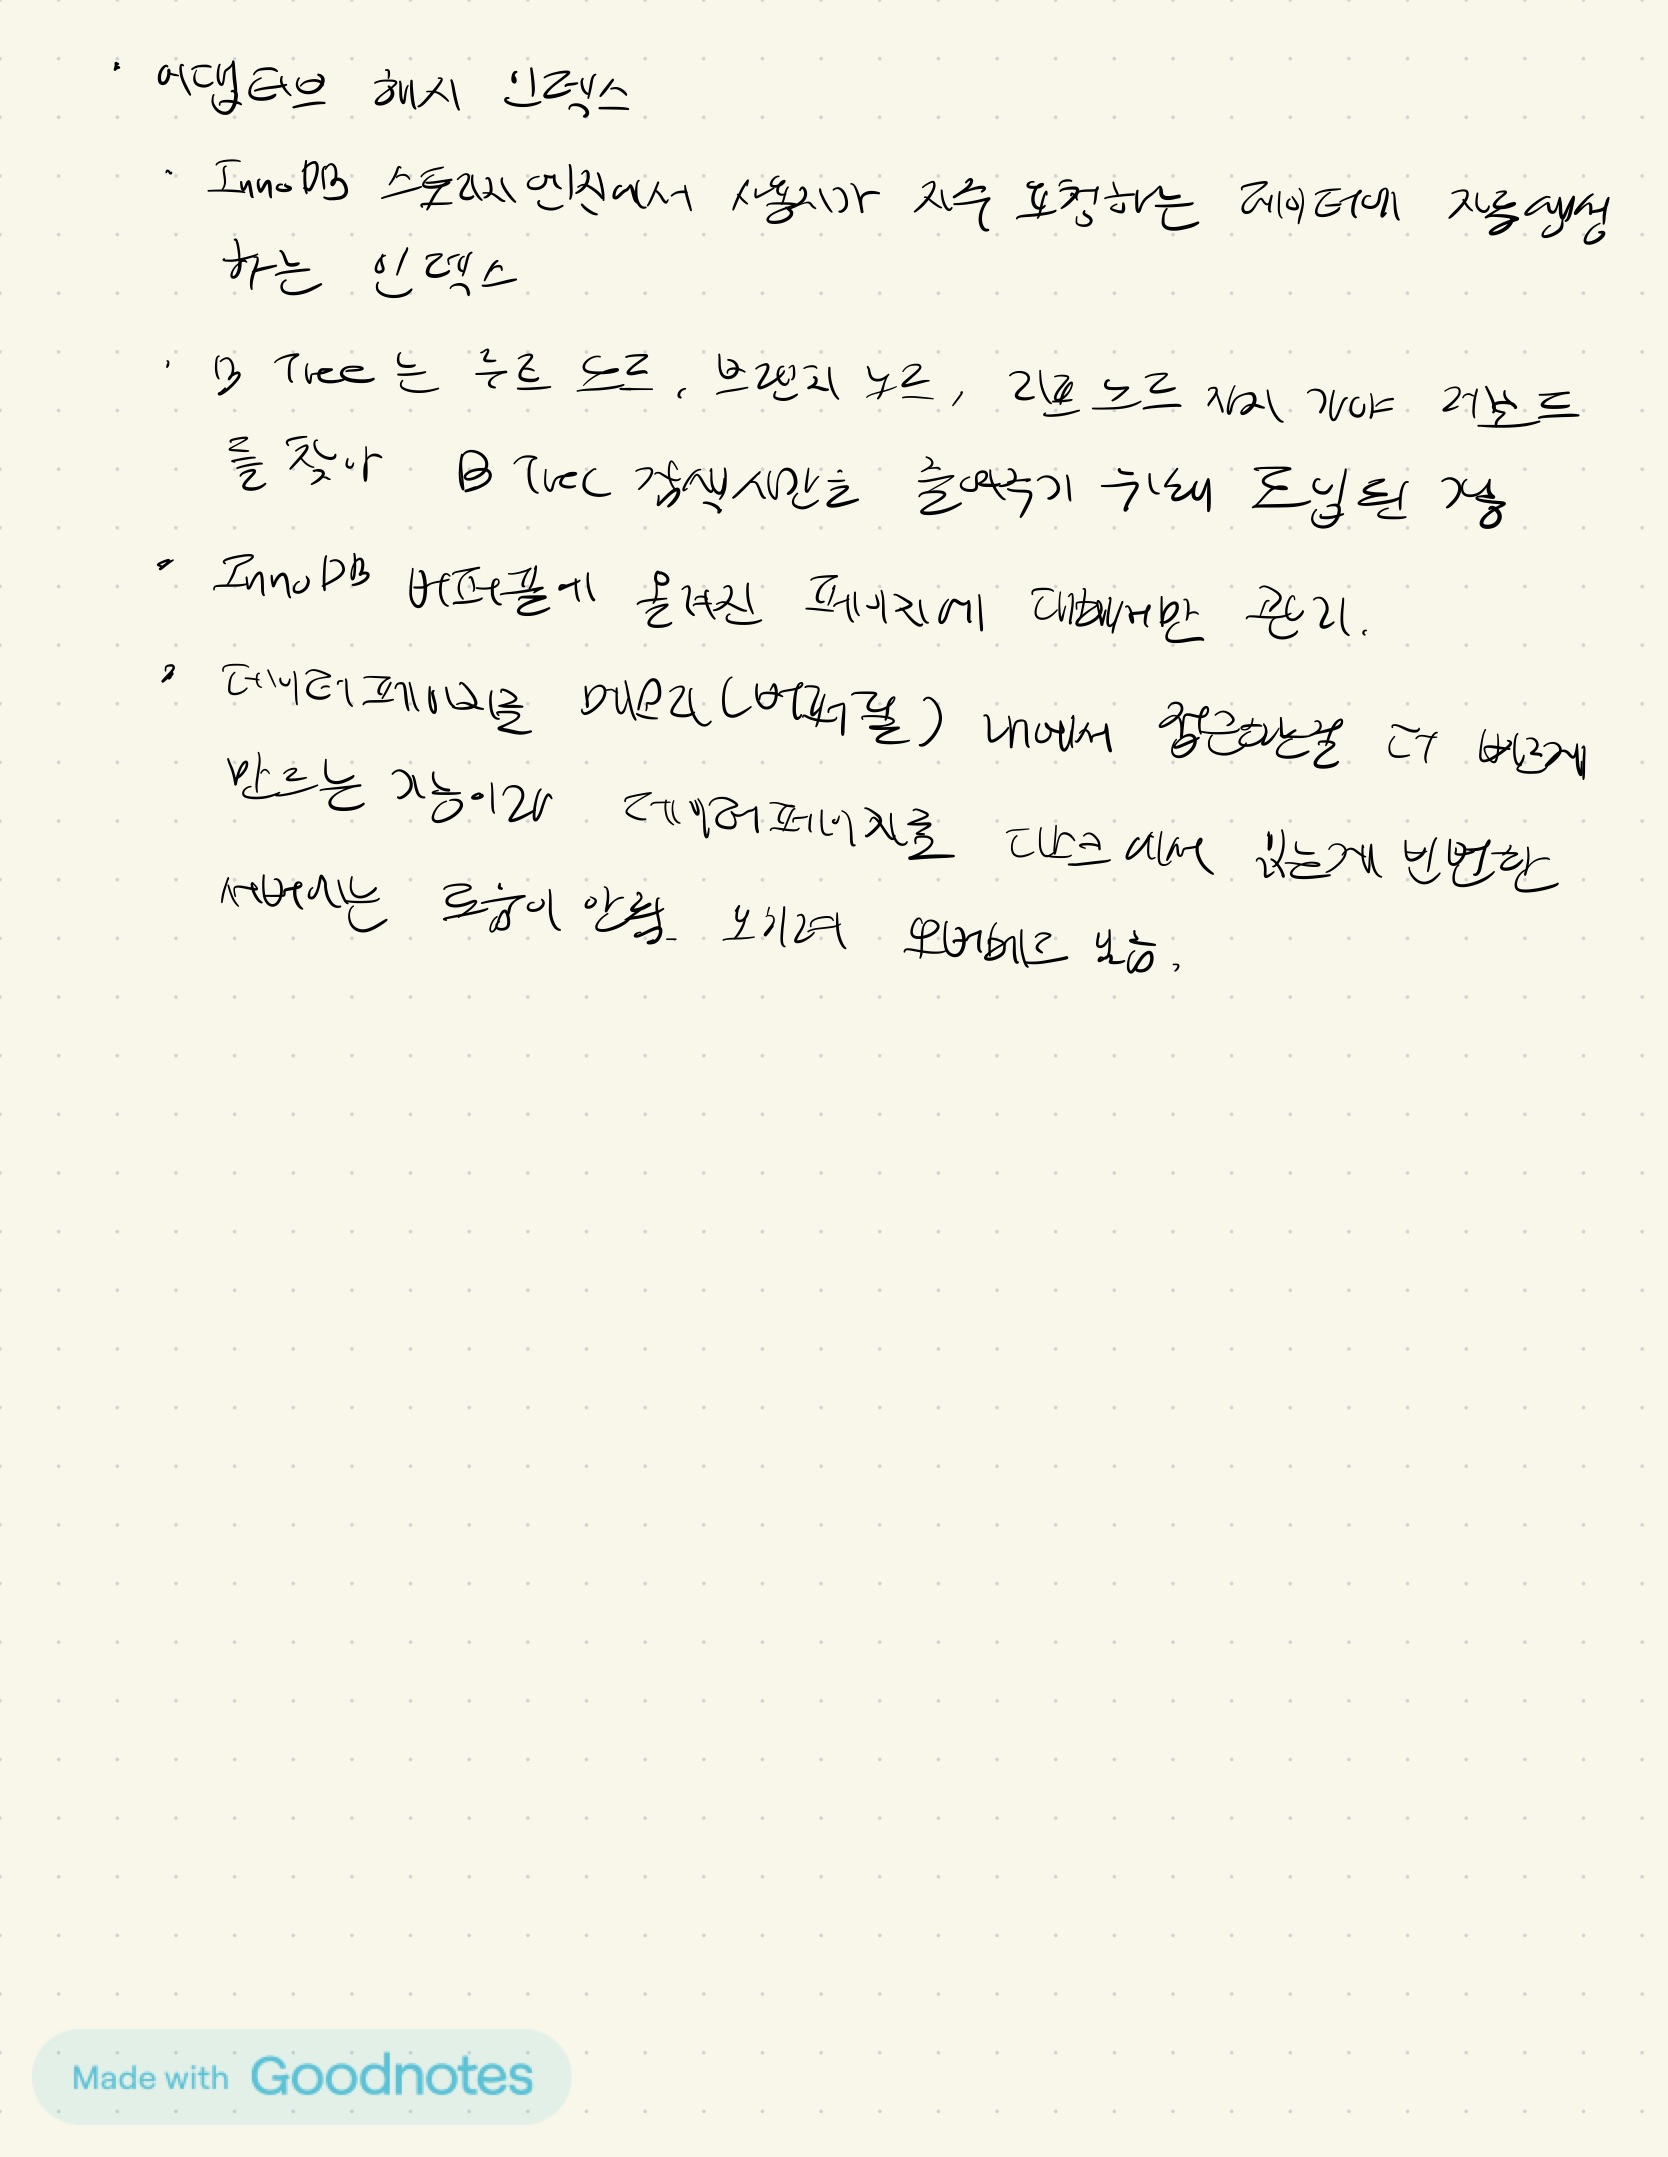 · 어댑티브 해시 인덱스
· InnoDB 스토리지 엔진에서 사용자가 자주 요청하는 데이터에 자동생성
하는 인덱스
· B Tree는 루트 노드, 브랜치 노드, 리프 노드 까지 가야 레코드
를 찾아 B Tree 검색시간을 줄여주기 위해 도입된 기능
· InnoDB 버퍼풀에 올려진 페이지에 대해서만 관리.
· 데이터페이지를 메모리(버퍼풀) 내에서 접근하는걸 더 빠르게
만드는 기능이라 데이터페이지를 디스크에서 읽는게 빈번한
서버에는 도움이 안됨. 오히려 오버헤드 높음.
Made with Goodnotes